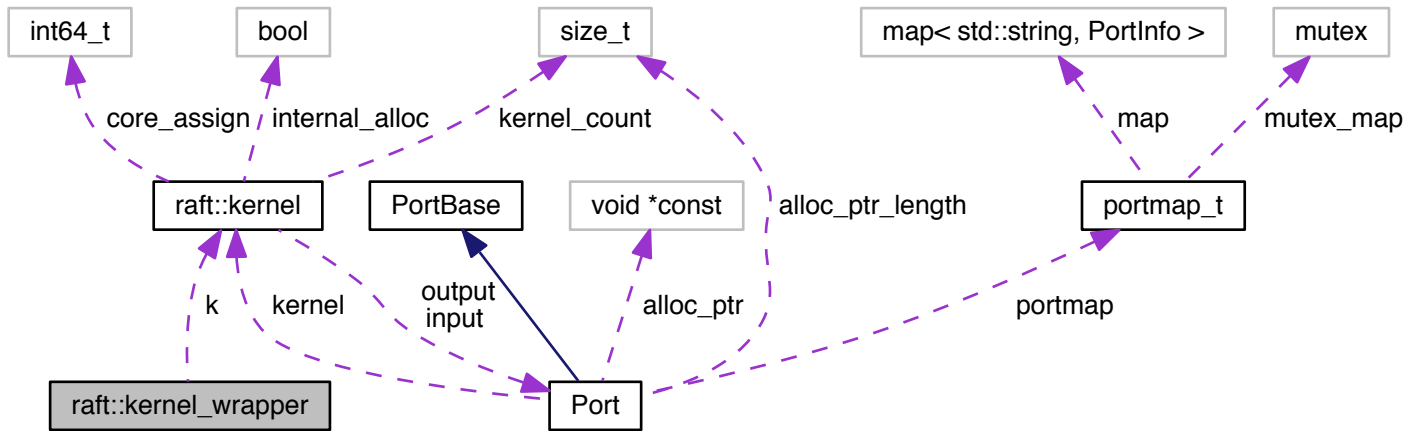 int64_t
bool
size_t
map< std::string, PortInfo >
mutex
core_assign
internal_alloc
kernel_count
map
mutex_map
raft::kernel
PortBase
void *const
alloc_ptr_length
portmap_t
k
kernel
output
input
alloc_ptr
portmap
raft::kernel_wrapper
Port